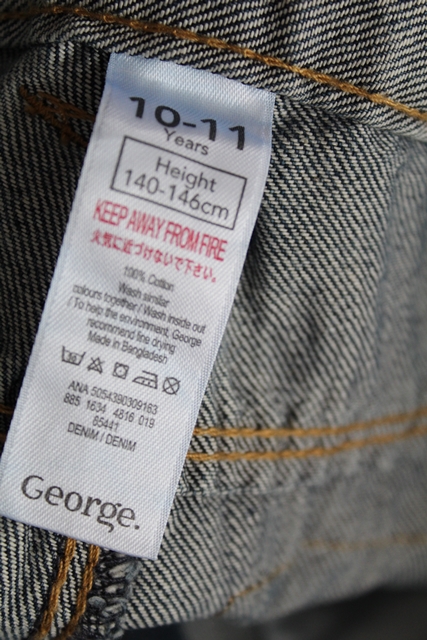 10-11
Years
Height
140-146cm
KEEP AWAY FROM FIRE
火気に近づけないで下さい。
100% Cotton
Wash similar
colours together / Wash inside out
/ To help the environment, George
recommend line drying
Made in Bangladesh
ANA 5054390309163
885 1634 4816 019
85441
DENIM / DENIM
George.